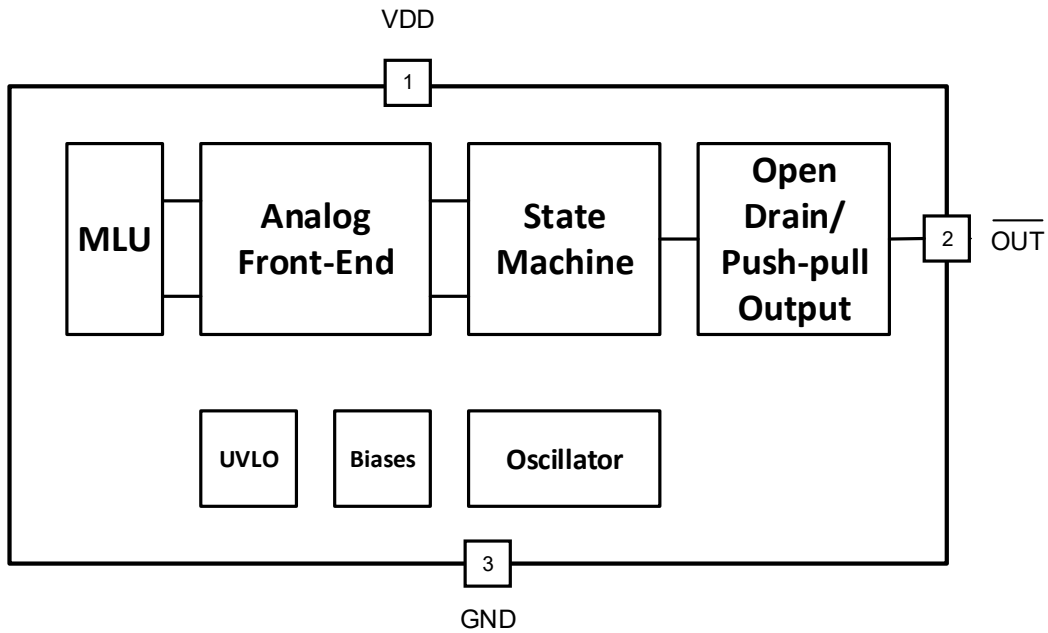 VDD
1
MLU
Analog
Front-End
State
Machine
Open
Drain/
Push-pull
Output
2
OUT
UVLO
Biases
Oscillator
3
GND